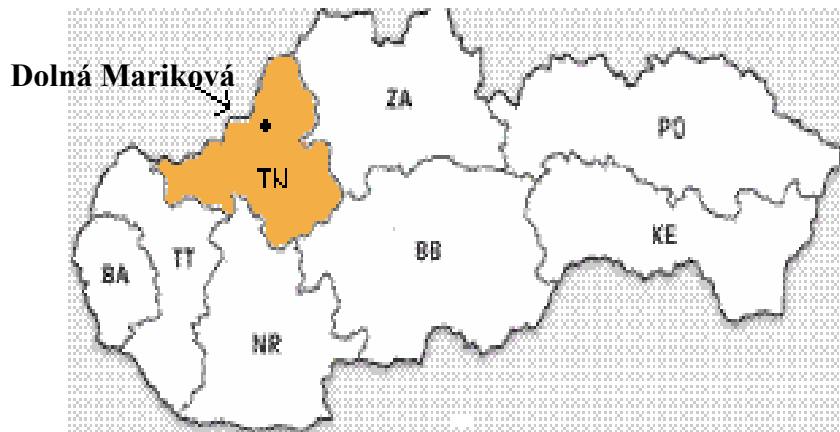 Dolná Mariková
ZA
PO
TN
KE
TT
BB
BA
NR